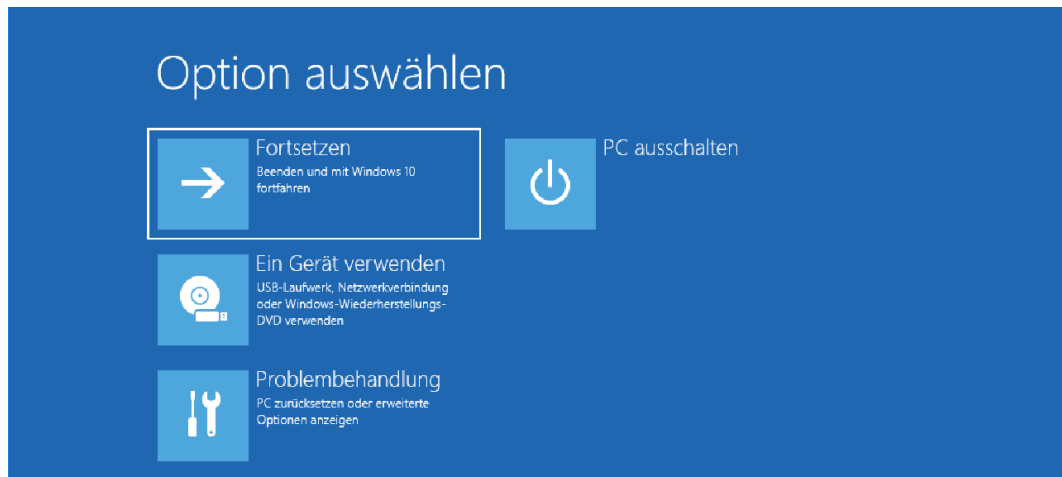 Option auswählen
Fortsetzen
Beenden und mit Windows 10
fortfahren
PC ausschalten
Ein Gerät verwenden
USB-Laufwerk, Netzwerkverbindung
oder Windows-Wiederherstellungs-
DVD verwenden
Problembehandlung
PC zurücksetzen oder erweiterte
Optionen anzeigen